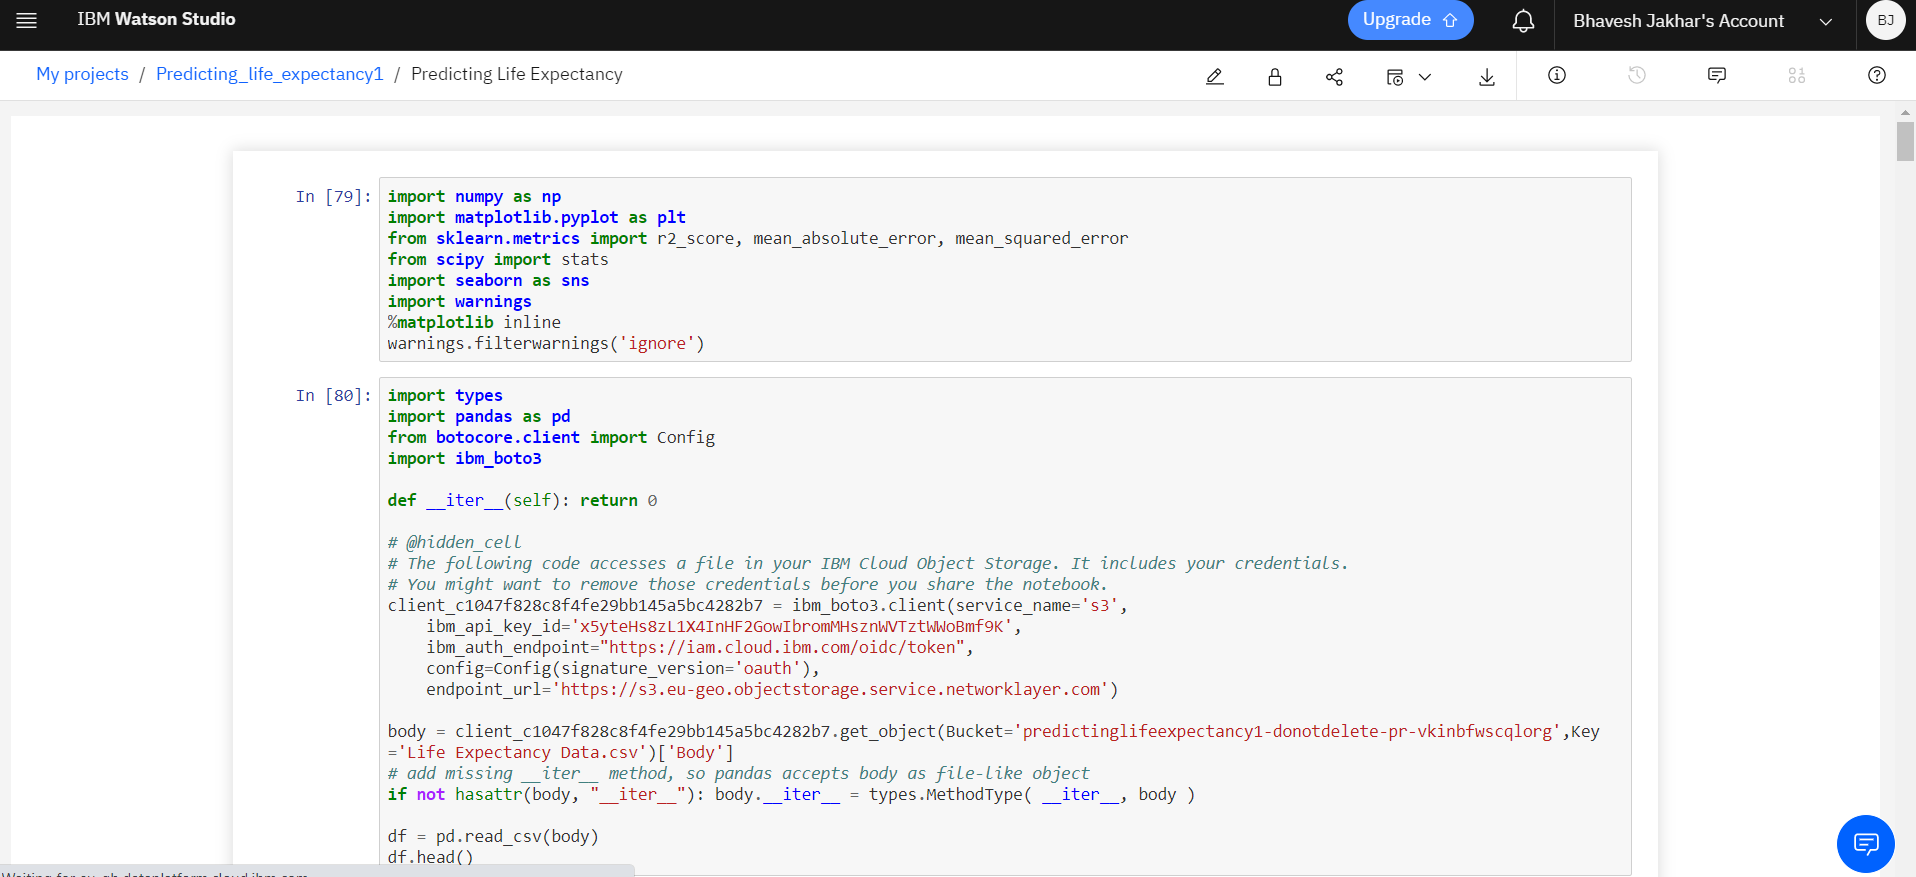 IBM Watson Studio
Upgrade
Bhavesh Jakhar's Account
BJ
My projects / Predicting_life_expectancy1 / Predicting Life Expectancy
In [79]:
import numpy as np
import matplotlib.pyplot as plt
from sklearn.metrics import r2_score, mean_absolute_error, mean_squared_error
from scipy import stats
import seaborn as sns
import warnings
%matplotlib inline
warnings.filterwarnings('ignore')
In [80]:
import types
import pandas as pd
from botocore.client import Config
import ibm_boto3
def __iter__(self): return 0
# @hidden_cell
# The following code accesses a file in your IBM Cloud Object Storage. It includes your credentials.
# You might want to remove those credentials before you share the notebook.
client_c1047f828c8f4fe29bb145a5bc4282b7 = ibm_boto3.client(service_name='s3',
ibm_api_key_id='x5yteHs8zL1X4InHF2GowIbromMHsznWVTztWWoBmf9K',
ibm_auth_endpoint="https://iam.cloud.ibm.com/oidc/token",
config=Config(signature_version='oauth'),
endpoint_url='https://s3.eu-geo.objectstorage.service.networklayer.com')
body = client_c1047f828c8f4fe29bb145a5bc4282b7.get_object(Bucket='predictinglifeexpectancy1-donotdelete-pr-vkinbfwscqlorg',Key
='Life Expectancy Data.csv')['Body']
# add missing __iter__ method, so pandas accepts body as file-like object
if not hasattr(body, "__iter__"): body.__iter__ = types.MethodType( __iter__, body )
df = pd.read_csv(body)
df.head()